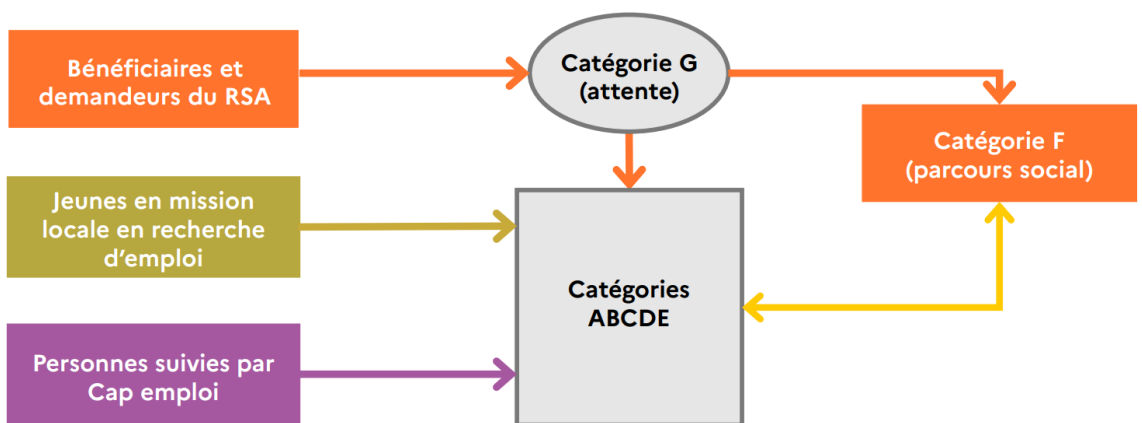 Bénéficiaires et
demandeurs du RSA
Catégorie G
(attente)
Catégorie F
(parcours social)
Jeunes en mission
locale en recherche
d'emploi
Catégories
ABCDE
Personnes suivies par
Cap emploi